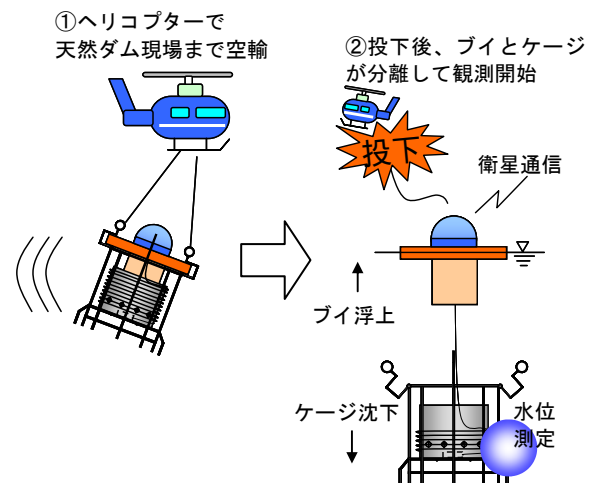 ①ヘリコプターで
天然ダム現場まで空輸
②投下後、ブイとケージ
が分離して観測開始
投下
衛星通信
ブイ浮上
ケージ沈下
水位
測定